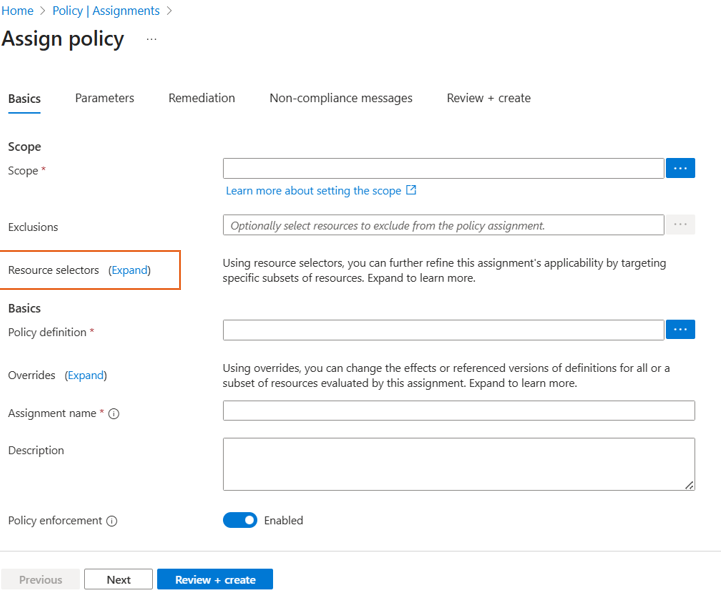 Home > Policy | Assignments >
Assign policy ...
Basics Parameters Remediation Non-compliance messages Review + create
Scope
Scope *
Learn more about setting the scope
Exclusions Optionally select resources to exclude from the policy assignment.
Resource selectors (Expand) Using resource selectors, you can further refine this assignment's applicability by targeting
specific subsets of resources. Expand to learn more.
Basics
Policy definition *
Overrides (Expand) Using overrides, you can change the effects or referenced versions of definitions for all or a
subset of resources evaluated by this assignment. Expand to learn more.
Assignment name *
Description
Policy enforcement Enabled
Previous Next Review + create